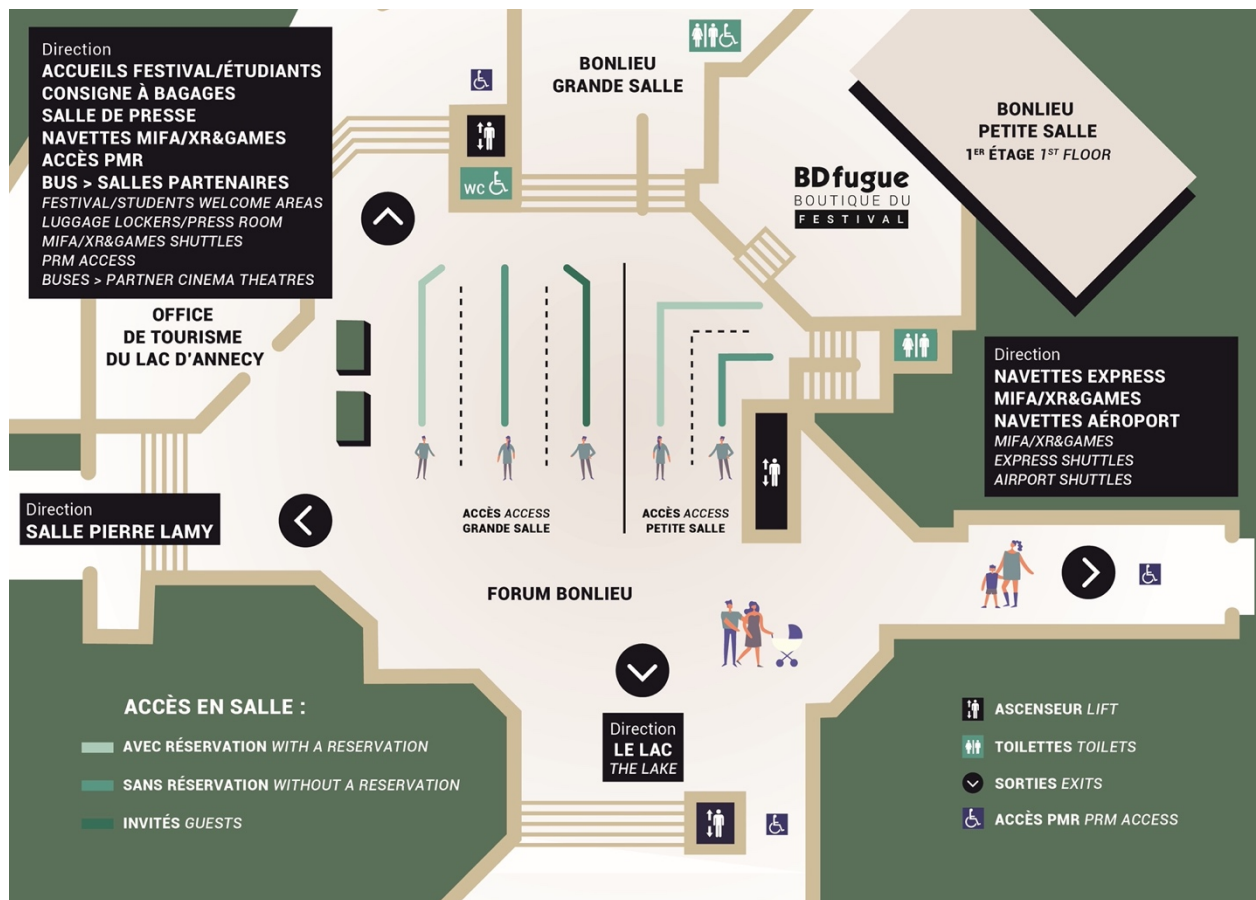 Direction
ACCUEILS FESTIVAL/ÉTUDIANTS
CONSIGNE À BAGAGES
SALLE DE PRESSE
NAVETTES MIFA/XR&GAMES
ACCÈS PMR
BUS > SALLES PARTENAIRES
FESTIVAL/STUDENTS WELCOME AREAS
LUGGAGE LOCKERS/PRESS ROOM
MIFA/XR&GAMES SHUTTLES
PRM ACCESS
BUSES > PARTNER CINEMA THEATRES
BONLIEU
GRANDE SALLE
BONLIEU
PETITE SALLE
1ER ÉTAGE 1ST FLOOR
WC
BDfugue
BOUTIQUE DU
FESTIVAL
OFFICE
DE TOURISME
DU LAC D'ANNECY
Direction
NAVETTES EXPRESS
MIFA/XR&GAMES
NAVETTES AÉROPORT
MIFA/XR&GAMES
EXPRESS SHUTTLES
AIRPORT SHUTTLES
Direction
SALLE PIERRE LAMY
ACCÈS ACCESS
GRANDE SALLE
ACCÈS ACCESS
PETITE SALLE
FORUM BONLIEU
Direction
LE LAC
THE LAKE
ACCÈS EN SALLE :
AVEC RÉSERVATION WITH A RESERVATION
SANS RÉSERVATION WITHOUT A RESERVATION
INVITÉS GUESTS
ASCENSEUR LIFT
TOILETTES TOILETS
SORTIES EXITS
ACCÈS PMR PRM ACCESS